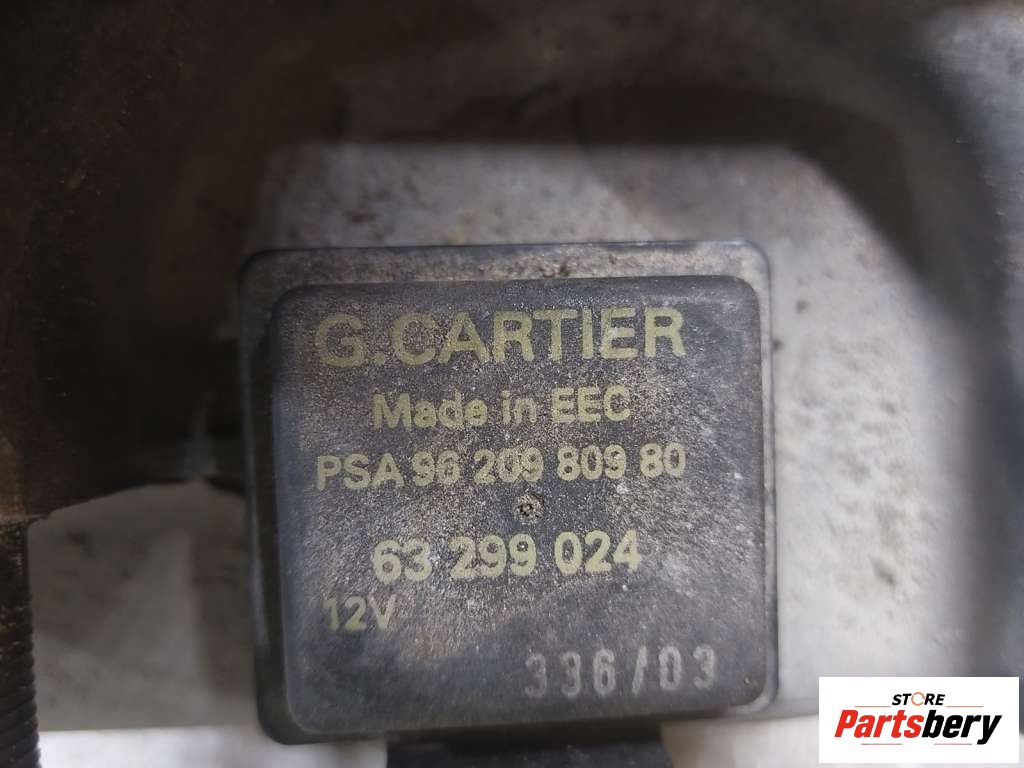 G.CARTIER
Made in EEC
PSA 96 209 809 80
63 299 024
12V
336/03
STORE
Partsbery